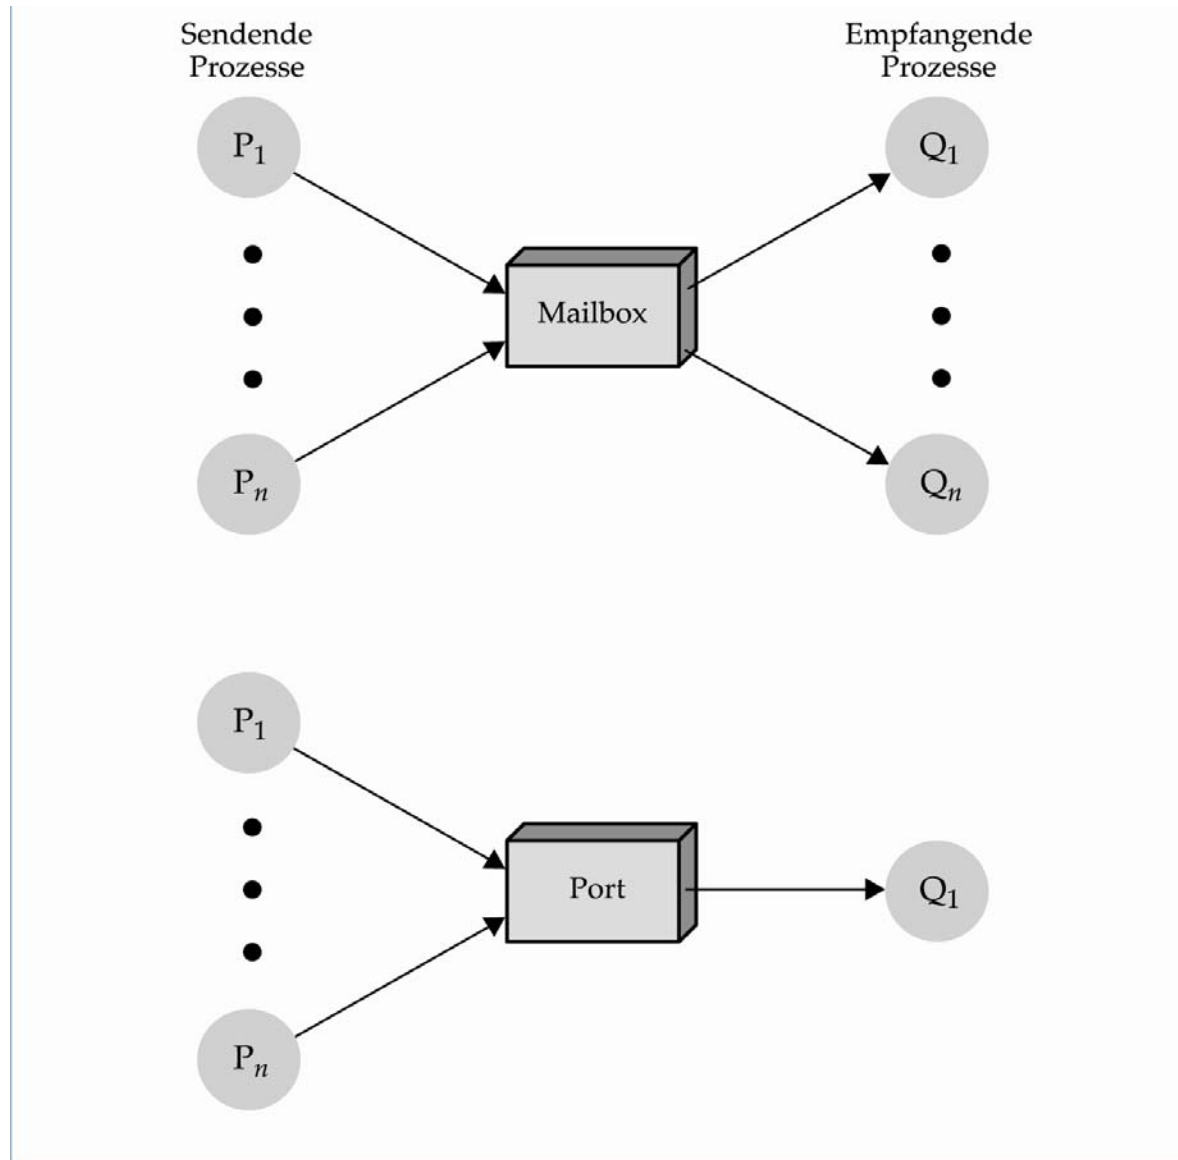 Sendende
Prozesse
Empfangende
Prozesse
P1
Q1
Mailbox
Pn
Qn
P1
Port
Q1
Pn